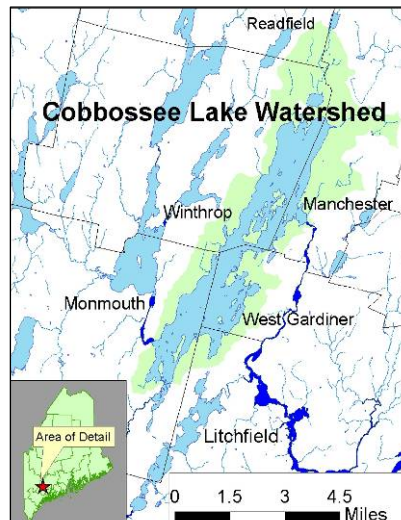 Readfield
Cobbossee Lake Watershed
Manchester
Winthrop
Monmouth
West Gardiner
Litchfield
Area of Detail
0 1.5 3 4.5
Miles